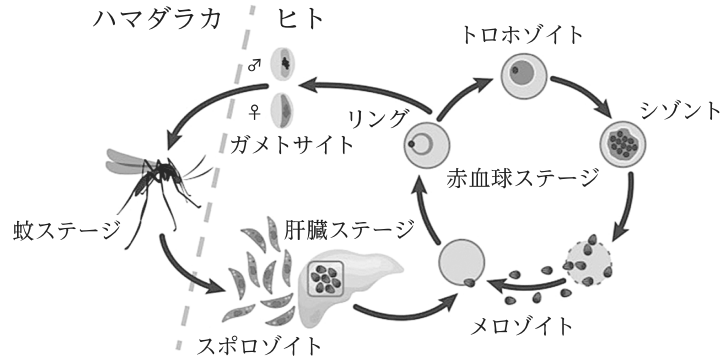 ハマダラカ
ヒト
トロホゾイト
♂
♀
ガメトサイト
リング
シゾント
赤血球ステージ
蚊ステージ
肝臓ステージ
スポロゾイト
メロゾイト